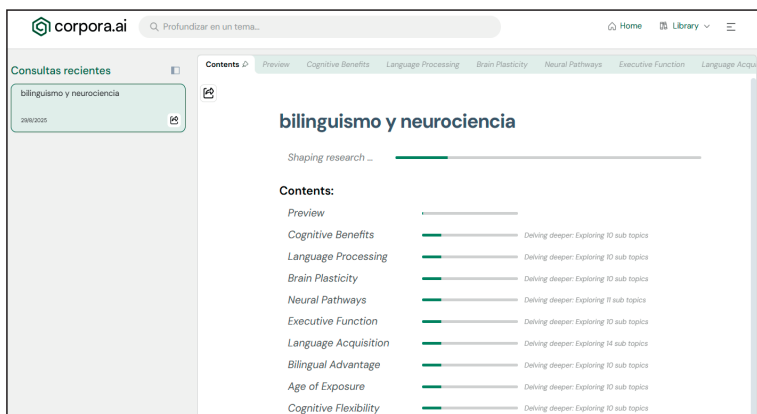 corpora.ai
Profundizar en un tema...
Home
Library
Consultas recientes
bilinguismo y neurociencia
29/9/2025
Contents
Preview
Cognitive Benefits
Language Processing
Brain Plasticity
Neural Pathways
Executive Function
Language Acqui
bilinguismo y neurociencia
Shaping research ...
Contents:
Preview
Cognitive Benefits Delving deeper: Exploring 10 sub topics
Language Processing Delving deeper: Exploring 10 sub topics
Brain Plasticity Delving deeper: Exploring 10 sub topics
Neural Pathways Delving deeper: Exploring 11 sub topics
Executive Function Delving deeper: Exploring 10 sub topics
Language Acquisition Delving deeper: Exploring 14 sub topics
Bilingual Advantage Delving deeper: Exploring 10 sub topics
Age of Exposure Delving deeper: Exploring 10 sub topics
Cognitive Flexibility Delving deeper: Exploring 10 sub topics